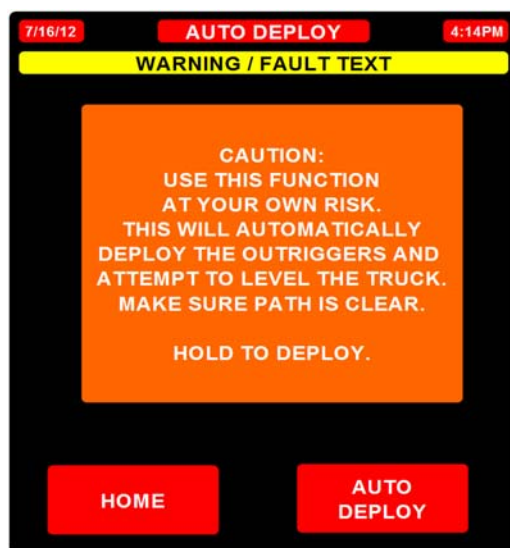 7/16/12 AUTO DEPLOY 4:14PM
WARNING / FAULT TEXT
CAUTION:
USE THIS FUNCTION
AT YOUR OWN RISK.
THIS WILL AUTOMATICALLY
DEPLOY THE OUTRIGGERS AND
ATTEMPT TO LEVEL THE TRUCK.
MAKE SURE PATH IS CLEAR.
HOLD TO DEPLOY.
HOME
AUTO
DEPLOY